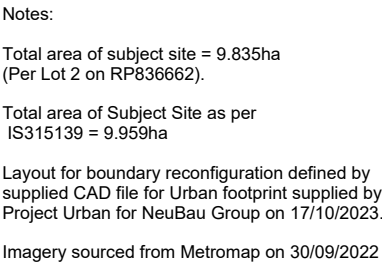 Notes:
Total area of subject site = 9.835ha
(Per Lot 2 on RP836662).
Total area of Subject Site as per
IS315139 = 9.959ha
Layout for boundary reconfiguration defined by
supplied CAD file for Urban footprint supplied by
Project Urban for NeuBau Group on 17/10/2023.
Imagery sourced from Metromap on 30/09/2022